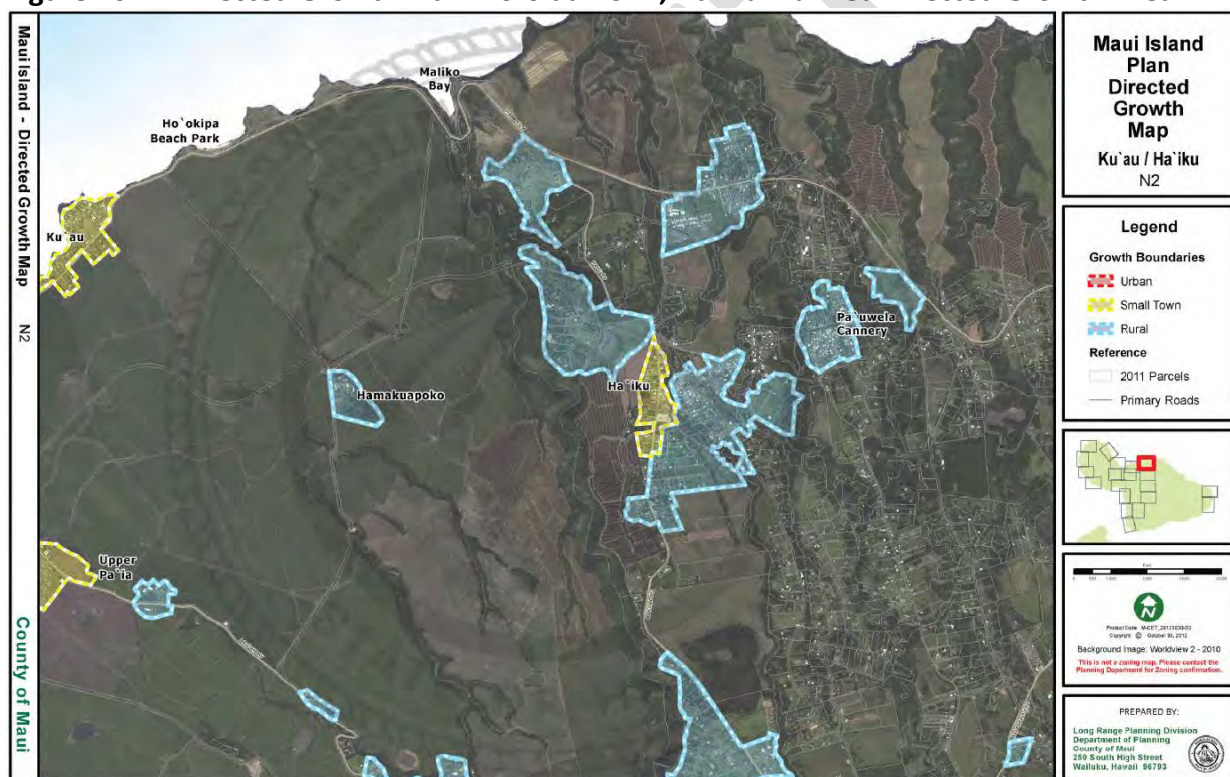 Maui Island - Directed Growth Map
N2
County of Maui
Maliko
Bay
Ho`okipa
Beach Park
Ku`au
Pa`uwela
Cannery
Ha`iku
Hamakuapoko
Upper
Pa`ia
Maui Island
Plan
Directed
Growth
Map
Ku`au / Ha`iku
N2
Legend
Growth Boundaries
Urban
Small Town
Rural
Reference
2011 Parcels
Primary Roads
N
Background Image: Worldview 2 - 2010
This is not a zoning map. Please contact the
Planning Department for Zoning confirmation.
PREPARED BY:
Long Range Planning Division
Department of Planning
County of Maui
250 South High Street
Wailuku, Hawaii 96793